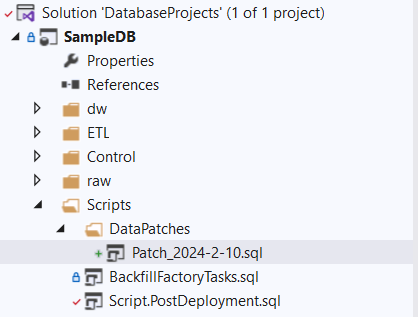 Solution 'DatabaseProjects' (1 of 1 project)
SampleDB
Properties
References
dw
ETL
Control
raw
Scripts
DataPatches
Patch_2024-2-10.sql
BackfillFactoryTasks.sql
Script.PostDeployment.sql